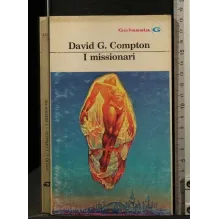 Galassia G
David G. Compton
I missionari